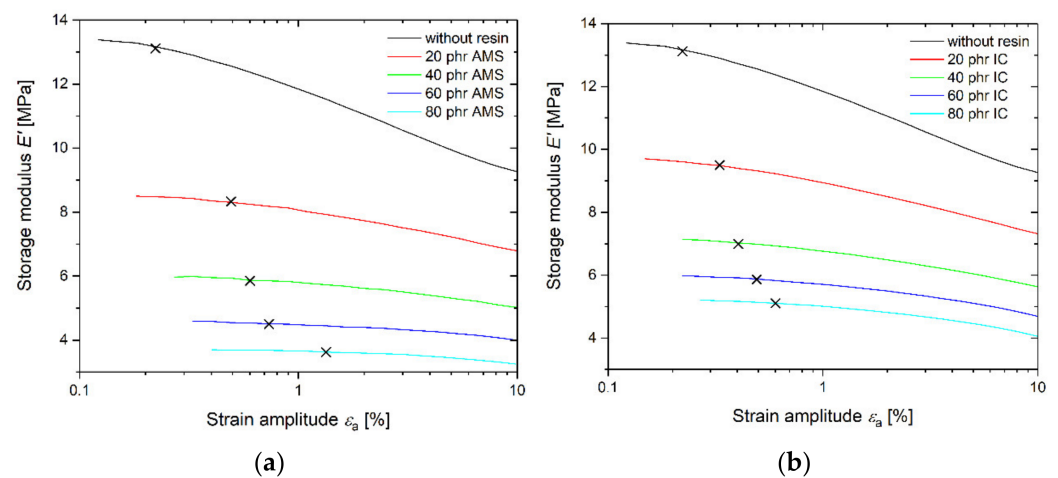 14
12
10
8
6
4
Storage modulus E' [MPa]
without resin
20 phr AMS
40 phr AMS
60 phr AMS
80 phr AMS
0.1
1
10
Strain amplitude εa [%]
(a)
14
12
10
8
6
4
Storage modulus E' [MPa]
without resin
20 phr IC
40 phr IC
60 phr IC
80 phr IC
0.1
1
10
Strain amplitude εa [%]
(b)